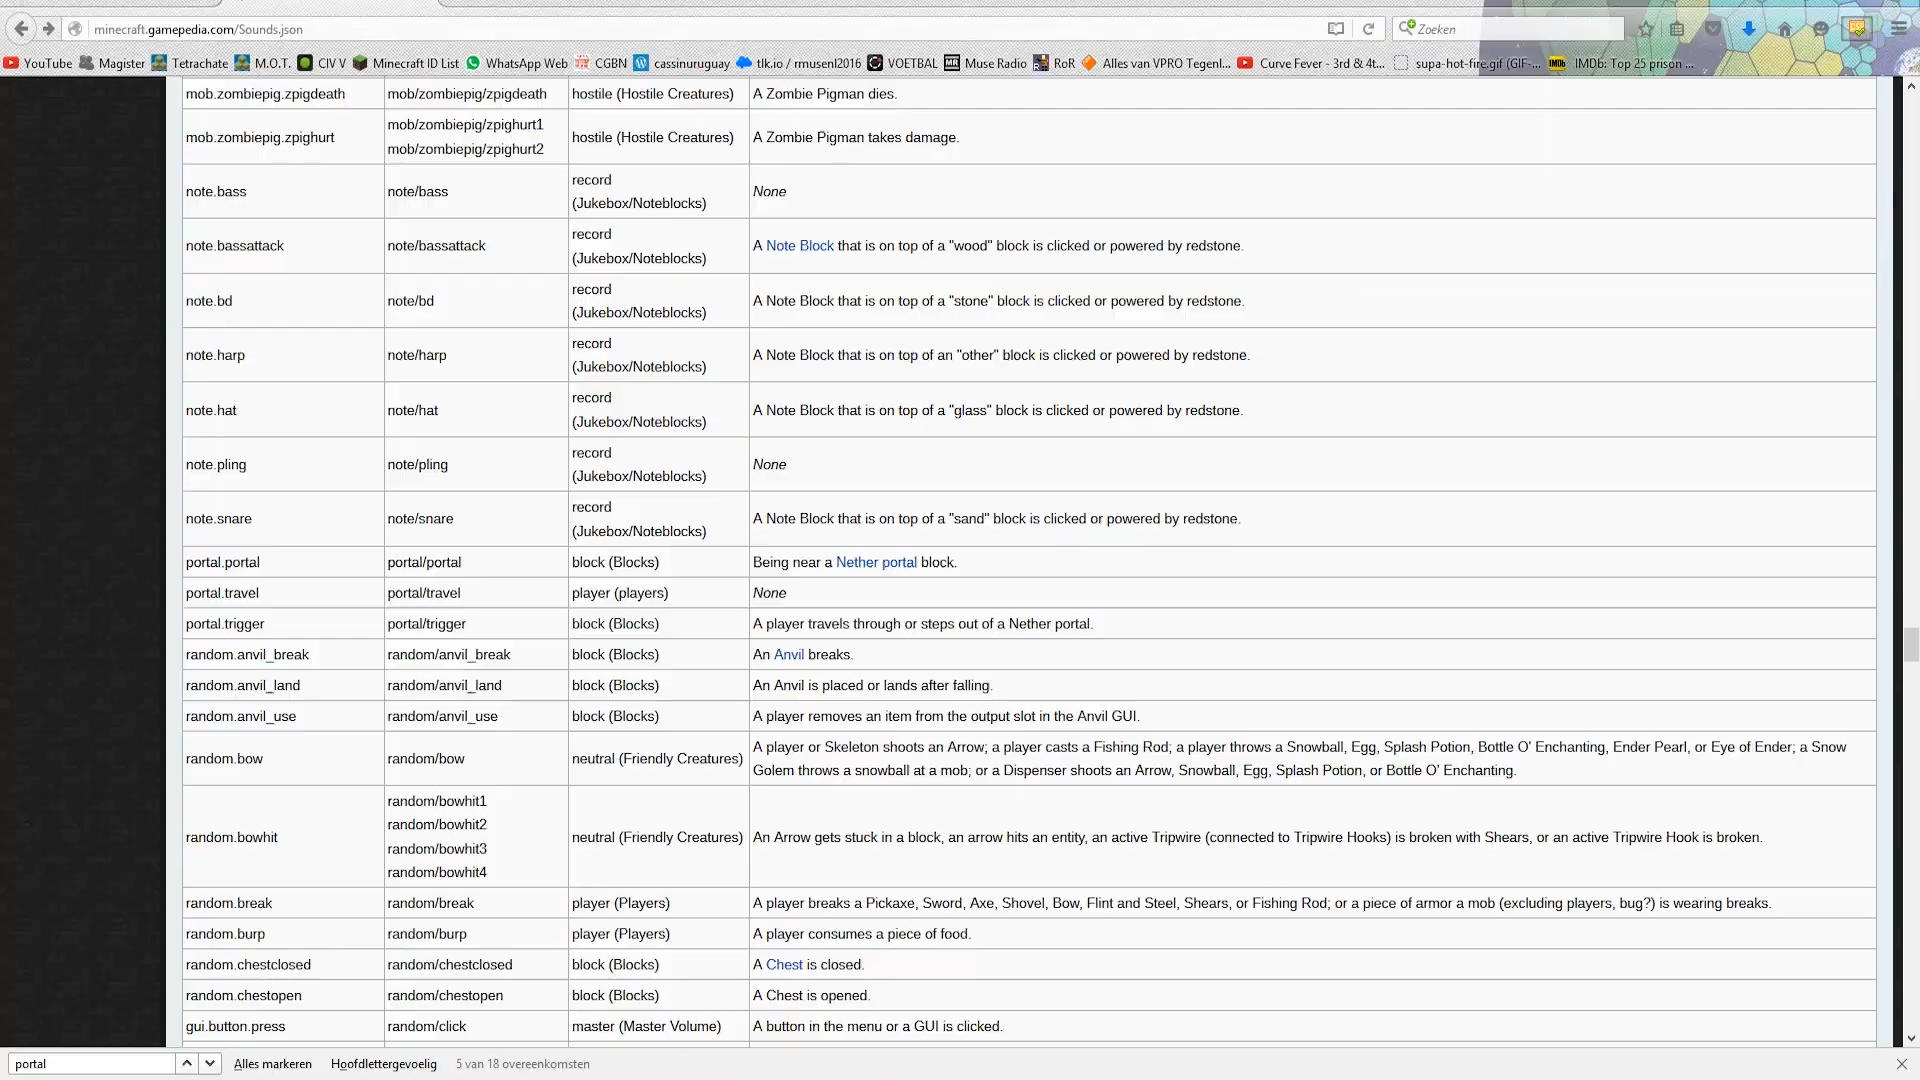 minecraft.gamepedia.com/Sounds.json
Zoeken
YouTube Magister Tetrachate M.O.T. CIV V Minecraft ID List WhatsApp Web CGBN cassinuruguay tlk.io / rmusenl2016 VOETBAL Muse Radio RoR Alles van VPRO Tegenl... Curve Fever - 3rd & 4t... supa-hot-fire.gif (GIF-... IMDb: Top 25 prison ...
mob.zombiepig.zpigdeath mob/zombiepig/zpigdeath hostile (Hostile Creatures) A Zombie Pigman dies.
mob/zombiepig/zpighurt1
mob.zombiepig.zpighurt hostile (Hostile Creatures) A Zombie Pigman takes damage.
mob/zombiepig/zpighurt2
record
note.bass note/bass None
(Jukebox/Noteblocks)
record
note.bassattack note/bassattack A Note Block that is on top of a "wood" block is clicked or powered by redstone.
(Jukebox/Noteblocks)
record
note.bd note/bd A Note Block that is on top of a "stone" block is clicked or powered by redstone.
(Jukebox/Noteblocks)
record
note.harp note/harp A Note Block that is on top of an "other" block is clicked or powered by redstone.
(Jukebox/Noteblocks)
record
note.hat note/hat A Note Block that is on top of a "glass" block is clicked or powered by redstone.
(Jukebox/Noteblocks)
record
note.pling note/pling None
(Jukebox/Noteblocks)
record
note.snare note/snare A Note Block that is on top of a "sand" block is clicked or powered by redstone.
(Jukebox/Noteblocks)
portal.portal portal/portal block (Blocks) Being near a Nether portal block.
portal.travel portal/travel player (players) None
portal.trigger portal/trigger block (Blocks) A player travels through or steps out of a Nether portal.
random.anvil_break random/anvil_break block (Blocks) An Anvil breaks.
random.anvil_land random/anvil_land block (Blocks) An Anvil is placed or lands after falling.
random.anvil_use random/anvil_use block (Blocks) A player removes an item from the output slot in the Anvil GUI.
A player or Skeleton shoots an Arrow; a player casts a Fishing Rod; a player throws a Snowball, Egg, Splash Potion, Bottle O' Enchanting, Ender Pearl, or Eye of Ender; a Snow
random.bow random/bow neutral (Friendly Creatures)
Golem throws a snowball at a mob; or a Dispenser shoots an Arrow, Snowball, Egg, Splash Potion, or Bottle O' Enchanting.
random/bowhit1
random/bowhit2
random.bowhit neutral (Friendly Creatures) An Arrow gets stuck in a block, an arrow hits an entity, an active Tripwire (connected to Tripwire Hooks) is broken with Shears, or an active Tripwire Hook is broken.
random/bowhit3
random/bowhit4
random.break random/break player (Players) A player breaks a Pickaxe, Sword, Axe, Shovel, Bow, Flint and Steel, Shears, or Fishing Rod; or a piece of armor a mob (excluding players, bug?) is wearing breaks.
random.burp random/burp player (Players) A player consumes a piece of food.
random.chestclosed random/chestclosed block (Blocks) A Chest is closed.
random.chestopen random/chestopen block (Blocks) A Chest is opened.
gui.button.press random/click master (Master Volume) A button in the menu or a GUI is clicked.
portal Alles markeren Hoofdlettergevoelig 5 van 18 overeenkomsten